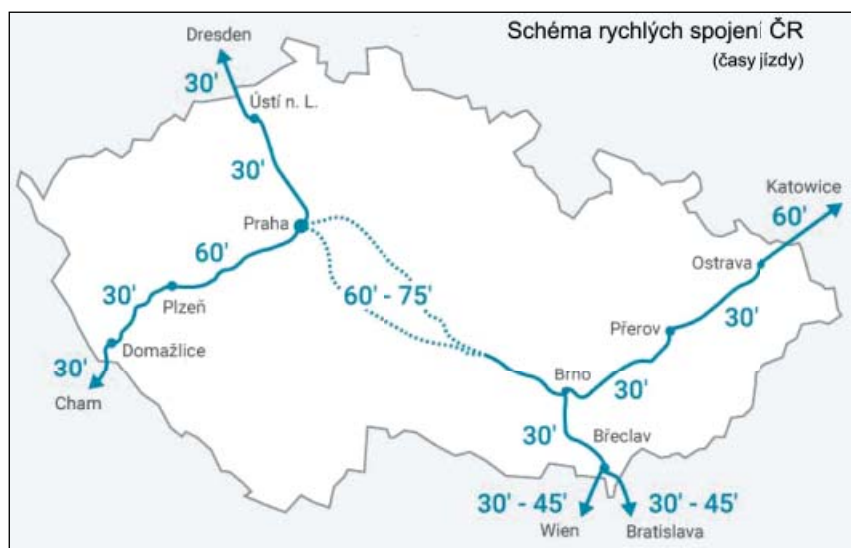 Schéma rychlých spojení ČR
(časy jízdy)
Dresden
30'
Ústí n. L.
30'
Praha
60'
30'
Plzeň
Domažlice
30'
Cham
60' - 75'
Katowice
60'
Ostrava
30'
Přerov
30'
Brno
30'
Břeclav
30' - 45'
30' - 45'
Wien
Bratislava